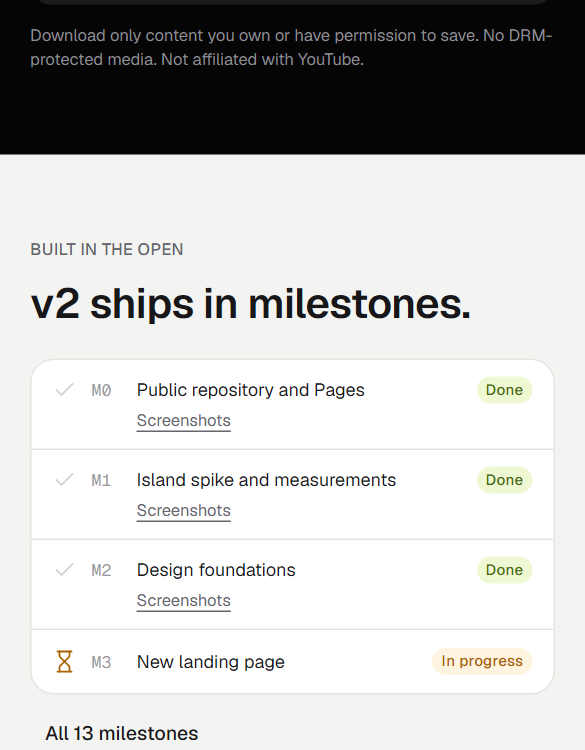 Download only content you own or have permission to save. No DRM-
protected media. Not affiliated with YouTube.
BUILT IN THE OPEN
v2 ships in milestones.
M0 Public repository and Pages Done
Screenshots
M1 Island spike and measurements Done
Screenshots
M2 Design foundations Done
Screenshots
M3 New landing page In progress
All 13 milestones